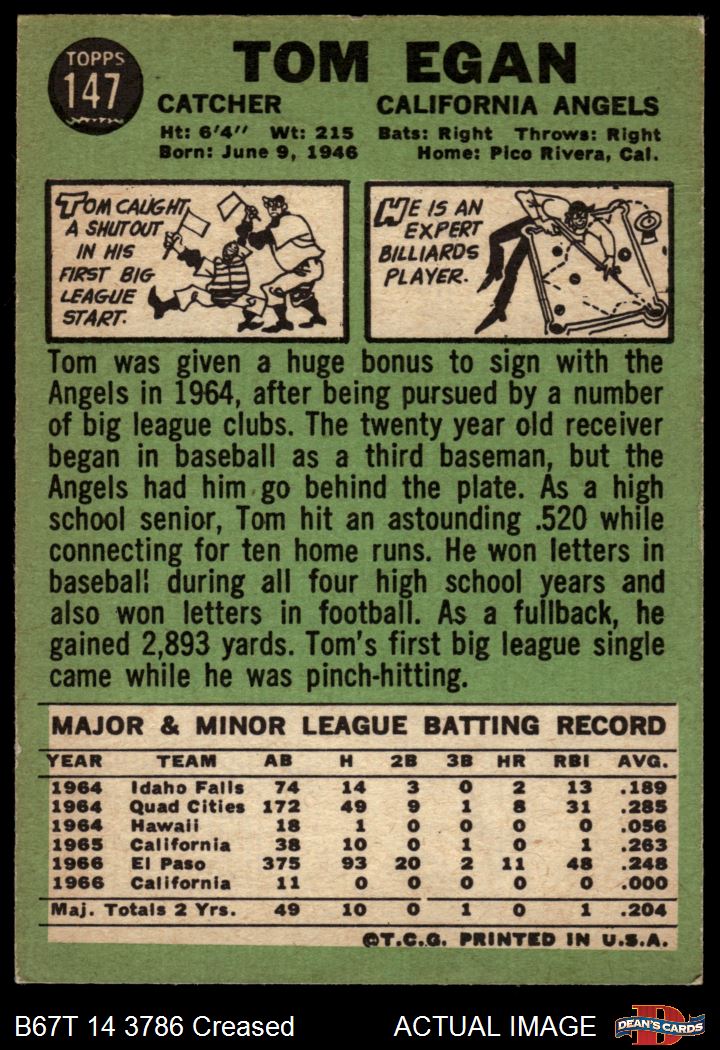 TOPPS
147
TOM EGAN
CATCHER CALIFORNIA ANGELS
Ht: 6'4" Wt: 215 Bats: Right Throws: Right
Born: June 9, 1946 Home: Pico Rivera, Cal.
TOM CAUGHT
A SHUTOUT
IN HIS
FIRST BIG
LEAGUE
START.
HE IS AN
EXPERT
BILLIARDS
PLAYER.
Tom was given a huge bonus to sign with the
Angels in 1964, after being pursued by a number
of big league clubs. The twenty year old receiver
began in baseball as a third baseman, but the
Angels had him go behind the plate. As a high
school senior, Tom hit an astounding .520 while
connecting for ten home runs. He won letters in
baseball during all four high school years and
also won letters in football. As a fullback, he
gained 2,893 yards. Tom's first big league single
came while he was pinch-hitting.
MAJOR & MINOR LEAGUE BATTING RECORD
YEAR TEAM AB H 2B 3B HR RBI AVG.
1964 Idaho Falls 74 14 3 0 2 13 .189
1964 Quad Cities 172 49 9 1 8 31 .285
1964 Hawaii 18 1 0 0 0 0 .056
1965 California 38 10 0 1 0 1 .263
1966 El Paso 375 93 20 2 11 48 .248
1966 California 11 0 0 0 0 0 .000
Maj. Totals 2 Yrs. 49 10 0 1 0 1 .204
©T.C.G. PRINTED IN U.S.A.
B67T 14 3786 Creased ACTUAL IMAGE
DEAN'S CARDS